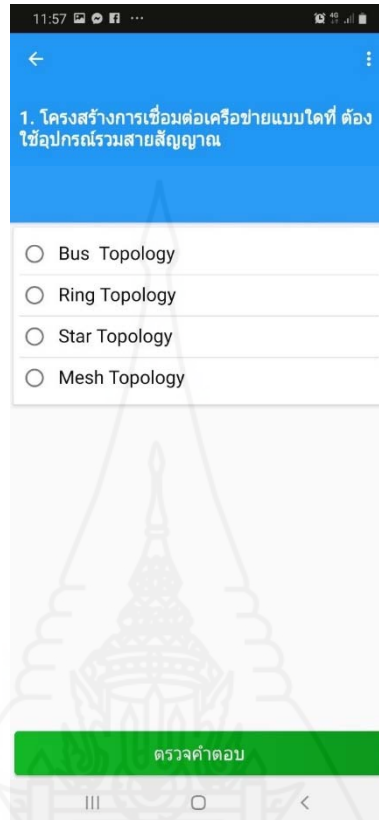 11:57
1. โครงสร้างการเชื่อมต่อเครือข่ายแบบใดที่ ต้อง
ใช้อุปกรณ์รวมสายสัญญาณ
Bus Topology
Ring Topology
Star Topology
Mesh Topology
ตรวจคำตอบ